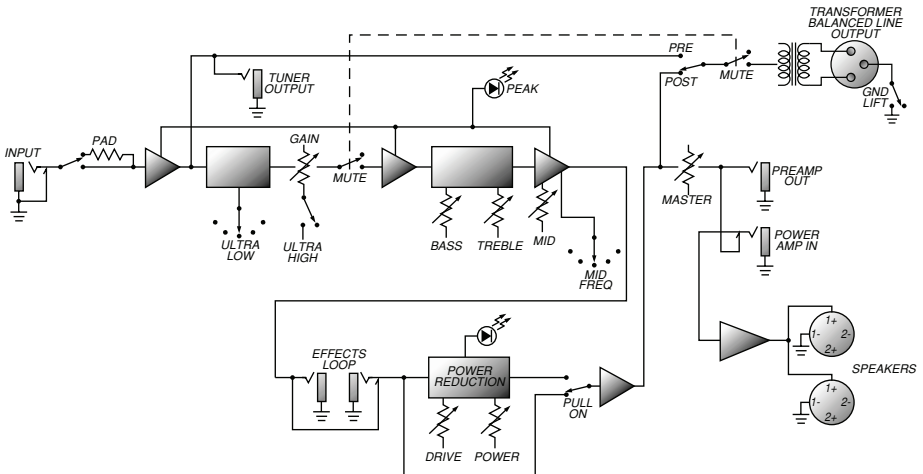 TRANSFORMER
BALANCED LINE
OUTPUT
PRE
POST
MUTE
GND
LIFT
TUNER
OUTPUT
PEAK
INPUT
PAD
GAIN
MUTE
ULTRA
LOW
ULTRA
HIGH
BASS
TREBLE
MID
MID
FREQ
MASTER
PREAMP
OUT
POWER
AMP IN
EFFECTS
LOOP
POWER
REDUCTION
DRIVE
POWER
PULL
ON
1+
1-
2-
2+
SPEAKERS
1+
1-
2-
2+